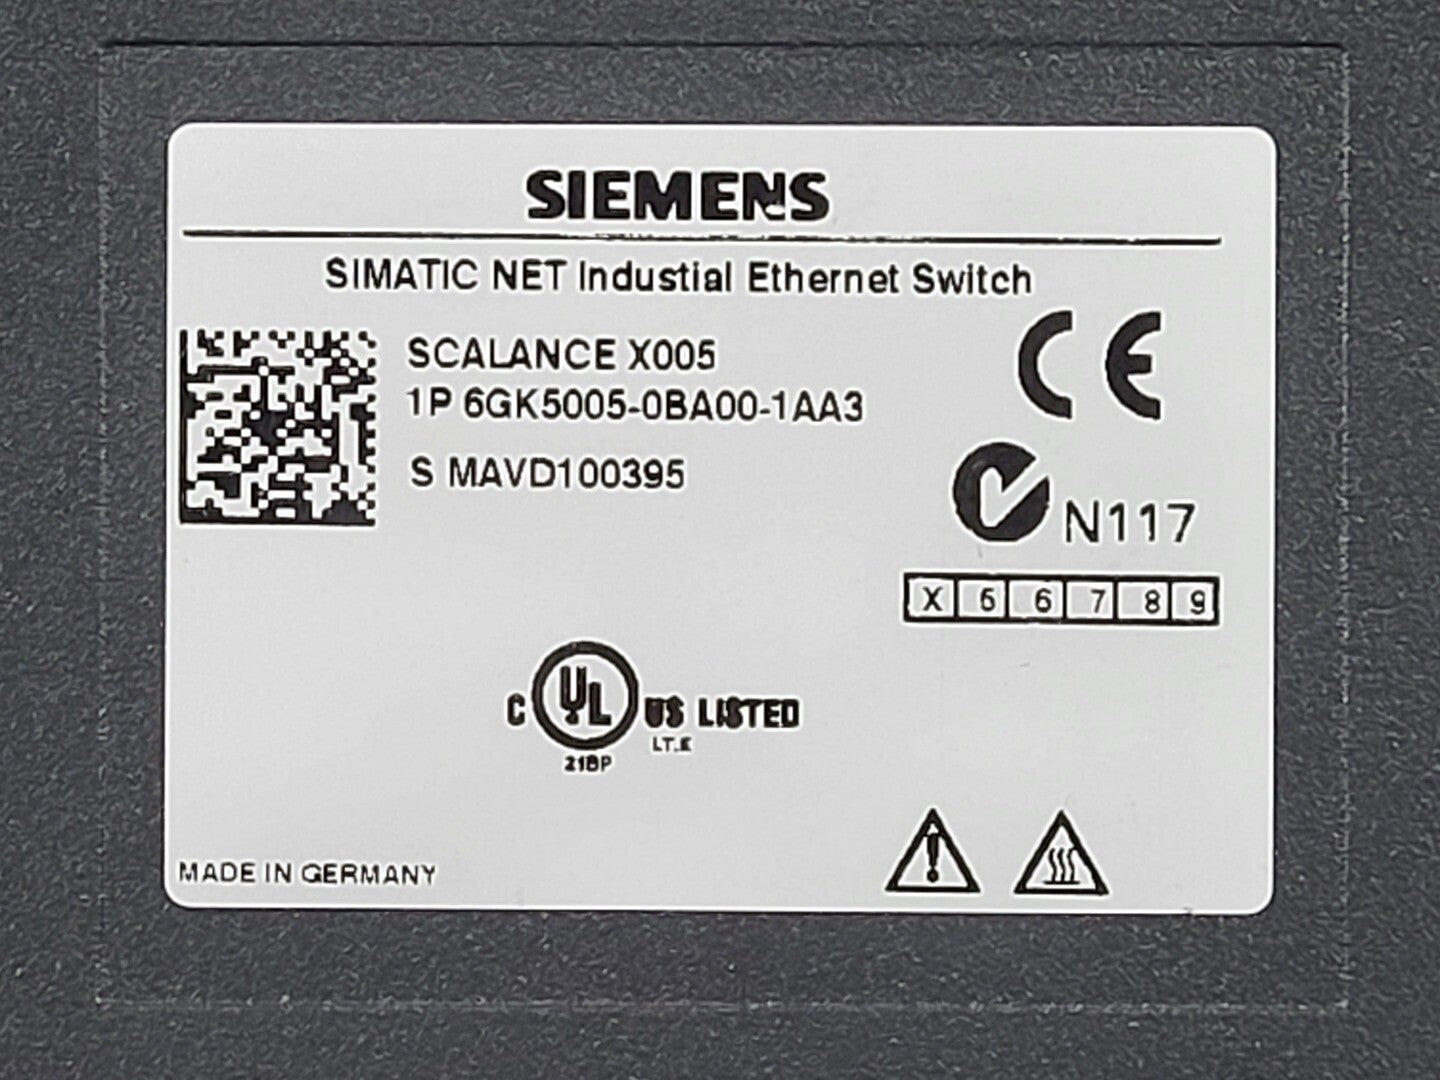 SIEMENS
SIMATIC NET Industial Ethernet Switch
SCALANCE X005
1P 6GK5005-0BA00-1AA3
S MAVD100395
CE
N117
X 5 6 7 8 9
C UL US LISTED
LT.E
21BP
MADE IN GERMANY